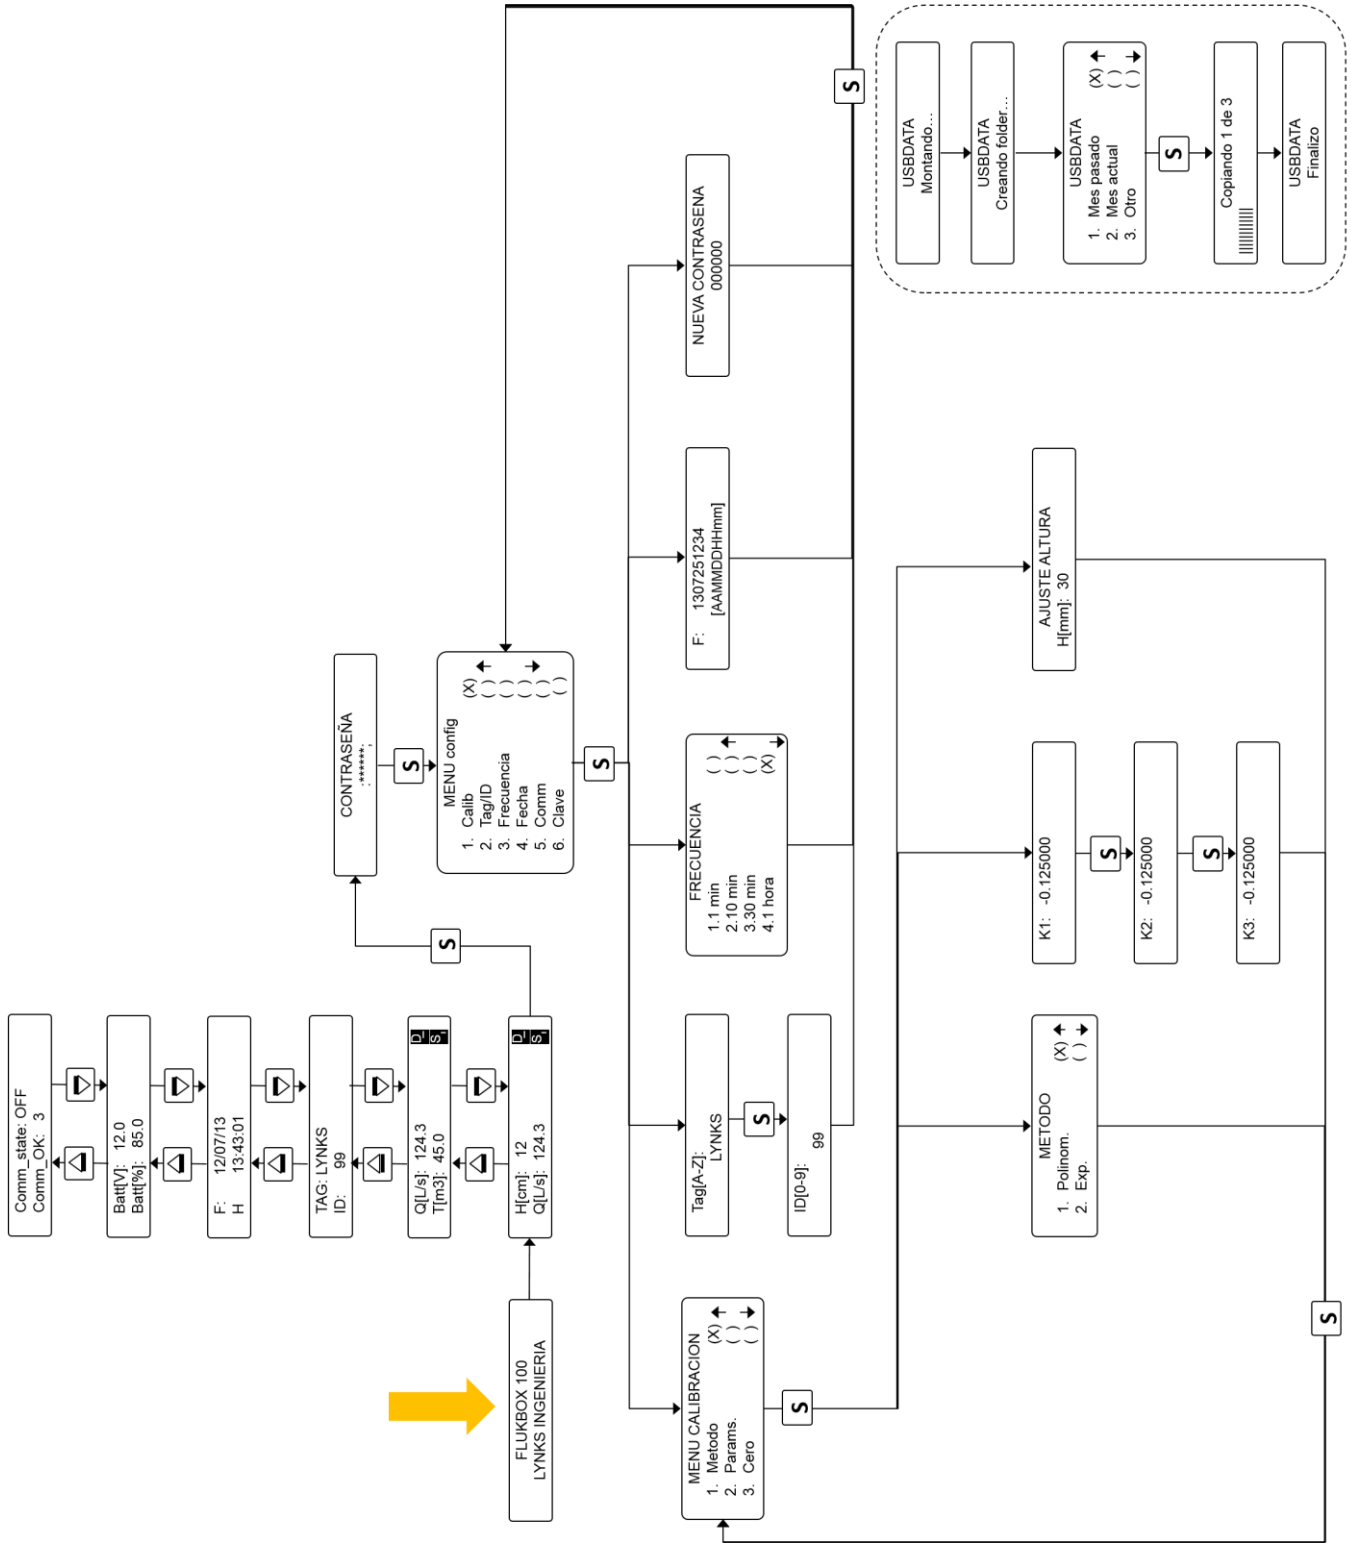 FLUKBOX 100
LYNKS INGENIERIA
Comm_state: OFF
Comm_OK: 3
Batt[V]: 12.0
Batt[%]: 85.0
F: 12/07/13
H 13:43:01
TAG: LYNKS
ID: 99
Q[L/s]: 124.3 D_
T[m3]: 45.0 S_
H[cm]: 12 D_
Q[L/s]: 124.3 S_
S
CONTRASEÑA
:******:
S
MENU config
1. Calib (X)
2. Tag/ID ( )
3. Frecuencia ( )
4. Fecha ( )
5. Comm ( )
6. Clave ( )
S
MENU CALIBRACION
1. Metodo (X)
2. Params. ( )
3. Cero ( )
S
Tag[A-Z]:
LYNKS
S
ID[0-9]:
99
FRECUENCIA
1.1 min ( )
2.10 min ( )
3.30 min ( )
4.1 hora (X)
F: 1307251234
[AAMMDDHHmm]
NUEVA CONTRASENA
000000
S
METODO
1. Polinom. (X)
2. Exp. ( )
K1: -0.125000
S
K2: -0.125000
S
K3: -0.125000
AJUSTE ALTURA
H[mm]: 30
S
USBDATA
Montando...
USBDATA
Creando folder...
USBDATA
1. Mes pasado (X)
2. Mes actual ( )
3. Otro ( )
S
Copiando 1 de 3
||||||||||||
USBDATA
Finalizo